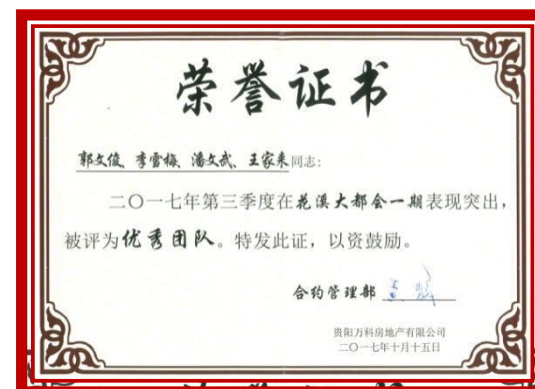 荣誉证书
郭文俊、李雪梅、潘文武、王家来同志：
二〇一七年第三季度在花溪大都会一期表现突出，
被评为优秀团队。特发此证，以资鼓励。
合约管理部
贵阳万科房地产有限公司
二〇一七年十月十五日